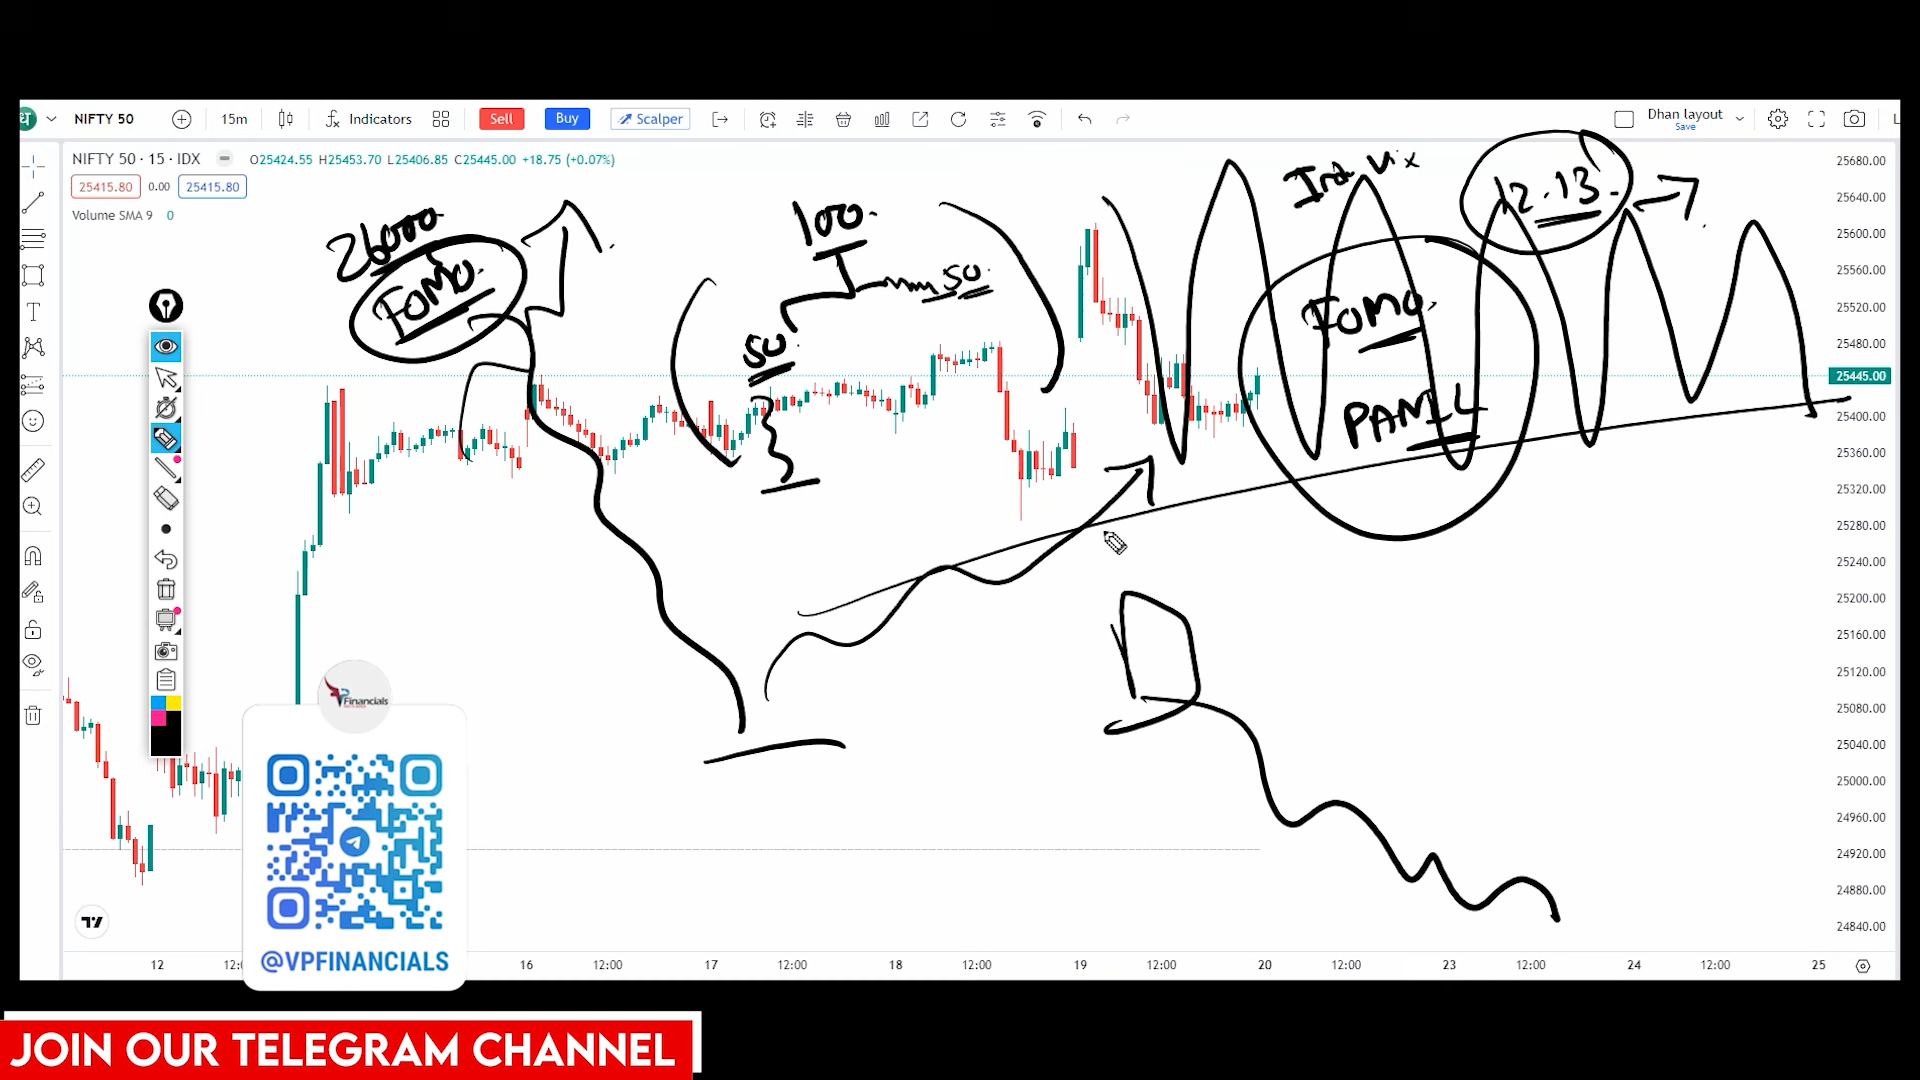 NIFTY 50
15m
Indicators
Sell
Buy
Scalper
Dhan layout
Save
NIFTY 50 · 15 · IDX
O25424.55 H25453.70 L25406.85 C25445.00 +18.75 (+0.07%)
25415.80 0.00 25415.80
Volume SMA 9 0
26000
FOMO.
100.
50.
50.
Ind Vix
12.13.
FOMO.
25680.00
25640.00
25600.00
25560.00
25520.00
25480.00
25445.00
25400.00
25360.00
25320.00
25280.00
25240.00
25200.00
25160.00
25120.00
25080.00
25040.00
25000.00
24960.00
24920.00
24880.00
24840.00
Financials
@VPFINANCIALS
12
16
12:00
17
12:00
18
12:00
19
12:00
20
12:00
23
12:00
24
12:00
25
JOIN OUR TELEGRAM CHANNEL